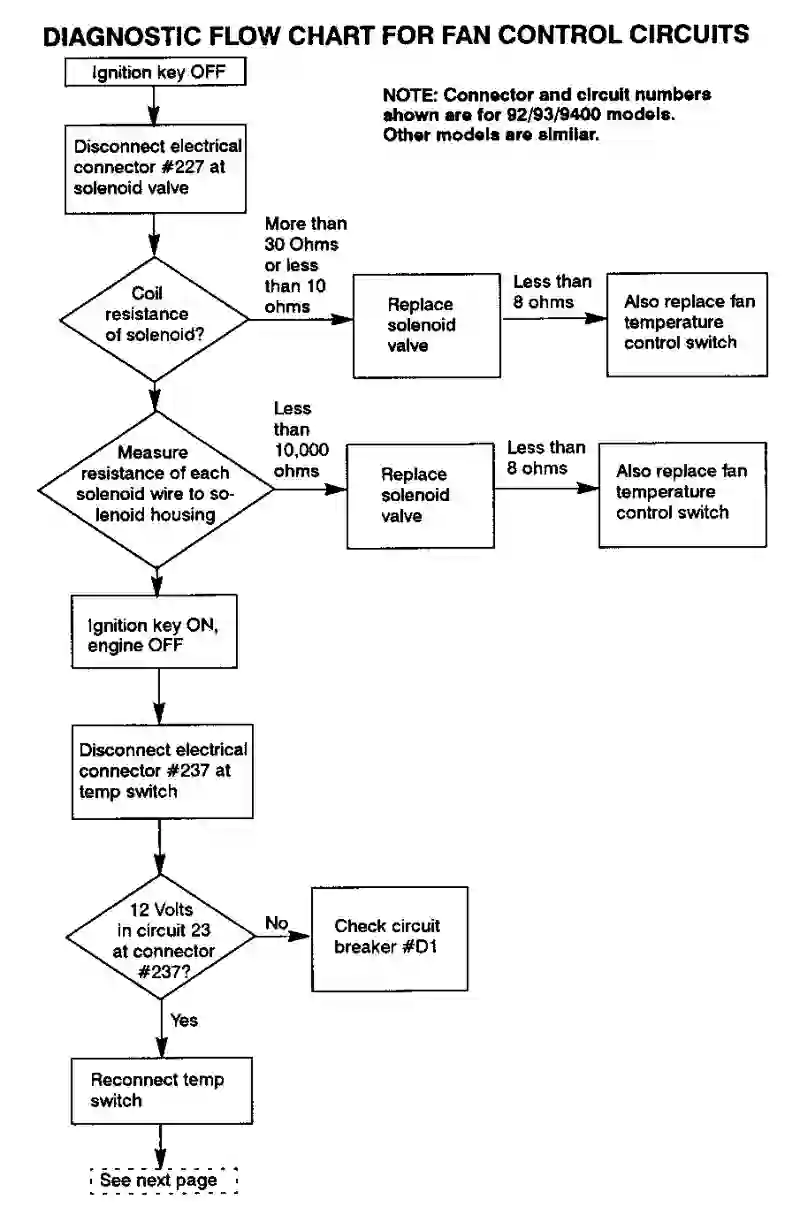 DIAGNOSTIC FLOW CHART FOR FAN CONTROL CIRCUITS
Ignition key OFF
NOTE: Connector and circuit numbers
shown are for 92/93/9400 models.
Other models are similar.
Disconnect electrical
connector #227 at
solenoid valve
More than
30 Ohms
or less
than 10
ohms
Coil
resistance
of solenoid?
Replace
solenoid
valve
Less than
8 ohms
Also replace fan
temperature
control switch
Less
than
10,000
ohms
Measure
resistance of each
solenoid wire to so-
lenoid housing
Replace
solenoid
valve
Less than
8 ohms
Also replace fan
temperature
control switch
Ignition key ON,
engine OFF
Disconnect electrical
connector #237 at
temp switch
12 Volts
in circuit 23
at connector
#237?
No
Check circuit
breaker #D1
Yes
Reconnect temp
switch
See next page